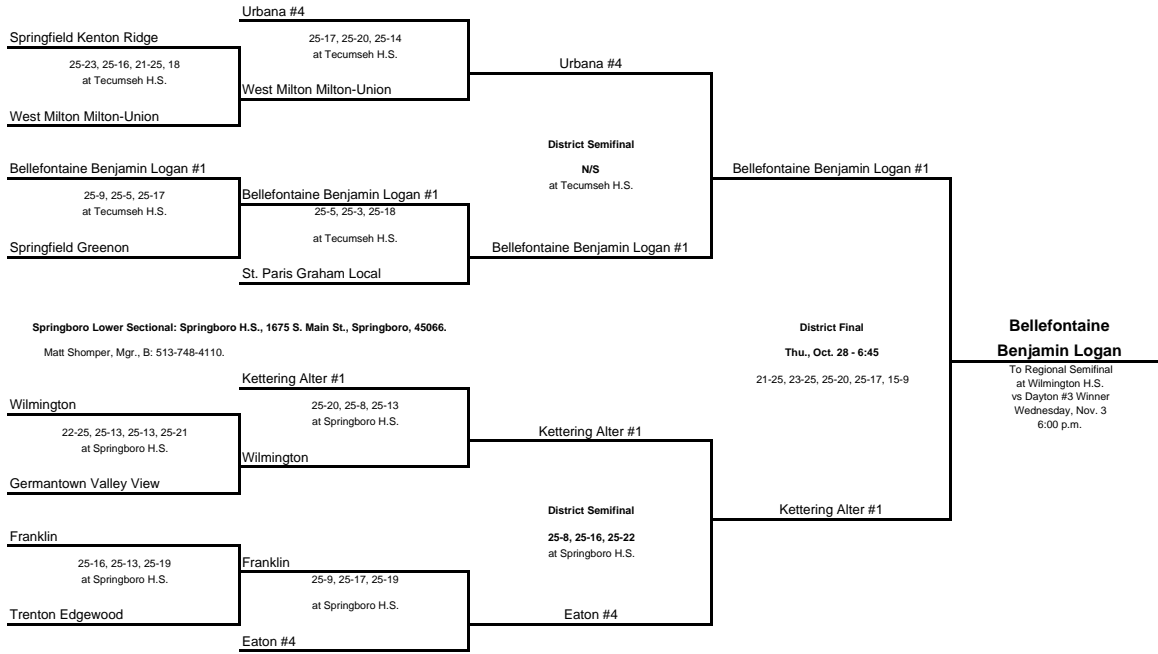 Urbana #4
Springfield Kenton Ridge
25-17, 25-20, 25-14
at Tecumseh H.S.
25-23, 25-16, 21-25, 18
at Tecumseh H.S.
Urbana #4
West Milton Milton-Union
West Milton Milton-Union
District Semifinal
N/S
at Tecumseh H.S.
Bellefontaine Benjamin Logan #1
Bellefontaine Benjamin Logan #1
25-9, 25-5, 25-17
at Tecumseh H.S.
Bellefontaine Benjamin Logan #1
25-5, 25-3, 25-18
at Tecumseh H.S.
Springfield Greenon
Bellefontaine Benjamin Logan #1
St. Paris Graham Local
Springboro Lower Sectional: Springboro H.S., 1675 S. Main St., Springboro, 45066.
Matt Shomper, Mgr., B: 513-748-4110.
District Final
Thu., Oct. 28 - 6:45
21-25, 23-25, 25-20, 25-17, 15-9
Bellefontaine
Benjamin Logan
To Regional Semifinal
at Wilmington H.S.
vs Dayton #3 Winner
Wednesday, Nov. 3
6:00 p.m.
Kettering Alter #1
Wilmington
25-20, 25-8, 25-13
at Springboro H.S.
22-25, 25-13, 25-13, 25-21
at Springboro H.S.
Kettering Alter #1
Wilmington
Germantown Valley View
District Semifinal
25-8, 25-16, 25-22
at Springboro H.S.
Kettering Alter #1
Franklin
25-16, 25-13, 25-19
at Springboro H.S.
Franklin
25-9, 25-17, 25-19
at Springboro H.S.
Trenton Edgewood
Eaton #4
Eaton #4